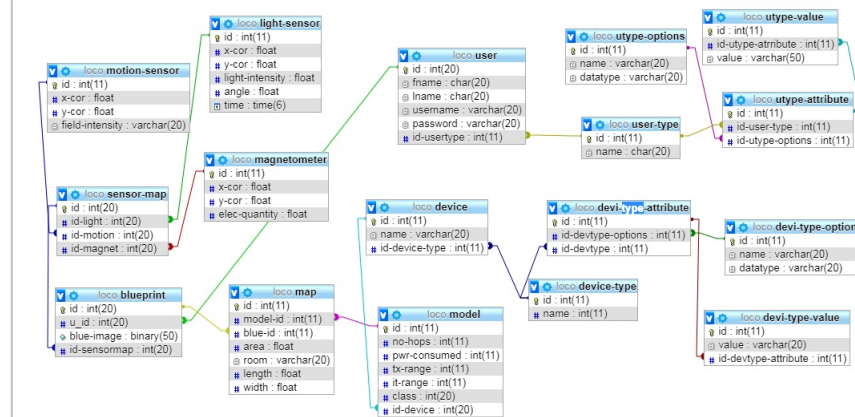 loco light-sensor
id : int(11)
x-cor : float
y-cor : float
light-intensity : float
angle : float
time : time(6)
loco motion-sensor
id : int(11)
x-cor : float
y-cor : float
field-intensity : varchar(20)
loco magnetometer
id : int(11)
x-cor : float
y-cor : float
elec-quantity : float
loco sensor-map
id : int(20)
id-light : int(20)
id-motion : int(20)
id-magnet : int(20)
loco blueprint
id : int(20)
u_id : int(20)
blue-image : binary(50)
id-sensormap : int(20)
loco map
id : int(11)
model-id : int(11)
blue-id : int(11)
area : float
room : varchar(20)
length : float
width : float
loco user
id : int(20)
fname : char(20)
lname : char(20)
username : varchar(20)
password : varchar(20)
id-usertype : int(11)
loco utype-options
id : int(11)
name : varchar(20)
datatype : varchar(20)
loco utype-value
id : int(11)
id-utype-atrribute : int(11)
value : varchar(50)
loco utype-attribute
id : int(11)
id-user-type : int(11)
id-utype-options : int(11)
loco user-type
id : int(11)
name : char(20)
loco device
id : int(11)
name : varchar(20)
id-device-type : int(11)
loco devi-type-attribute
id : int(11)
id-devtype-options : int(11)
id-devtype : int(11)
loco devi-type-option
id : int(11)
name : varchar(20)
datatype : varchar(20)
loco device-type
id : int(11)
name : int(11)
loco model
id : int(11)
no-hops : int(11)
pwr-consumed : int(11)
tx-range : int(11)
it-range : int(11)
class : int(20)
id-device : int(20)
loco devi-type-value
id : int(11)
value : varchar(20)
id-devtype-attribute : int(11)